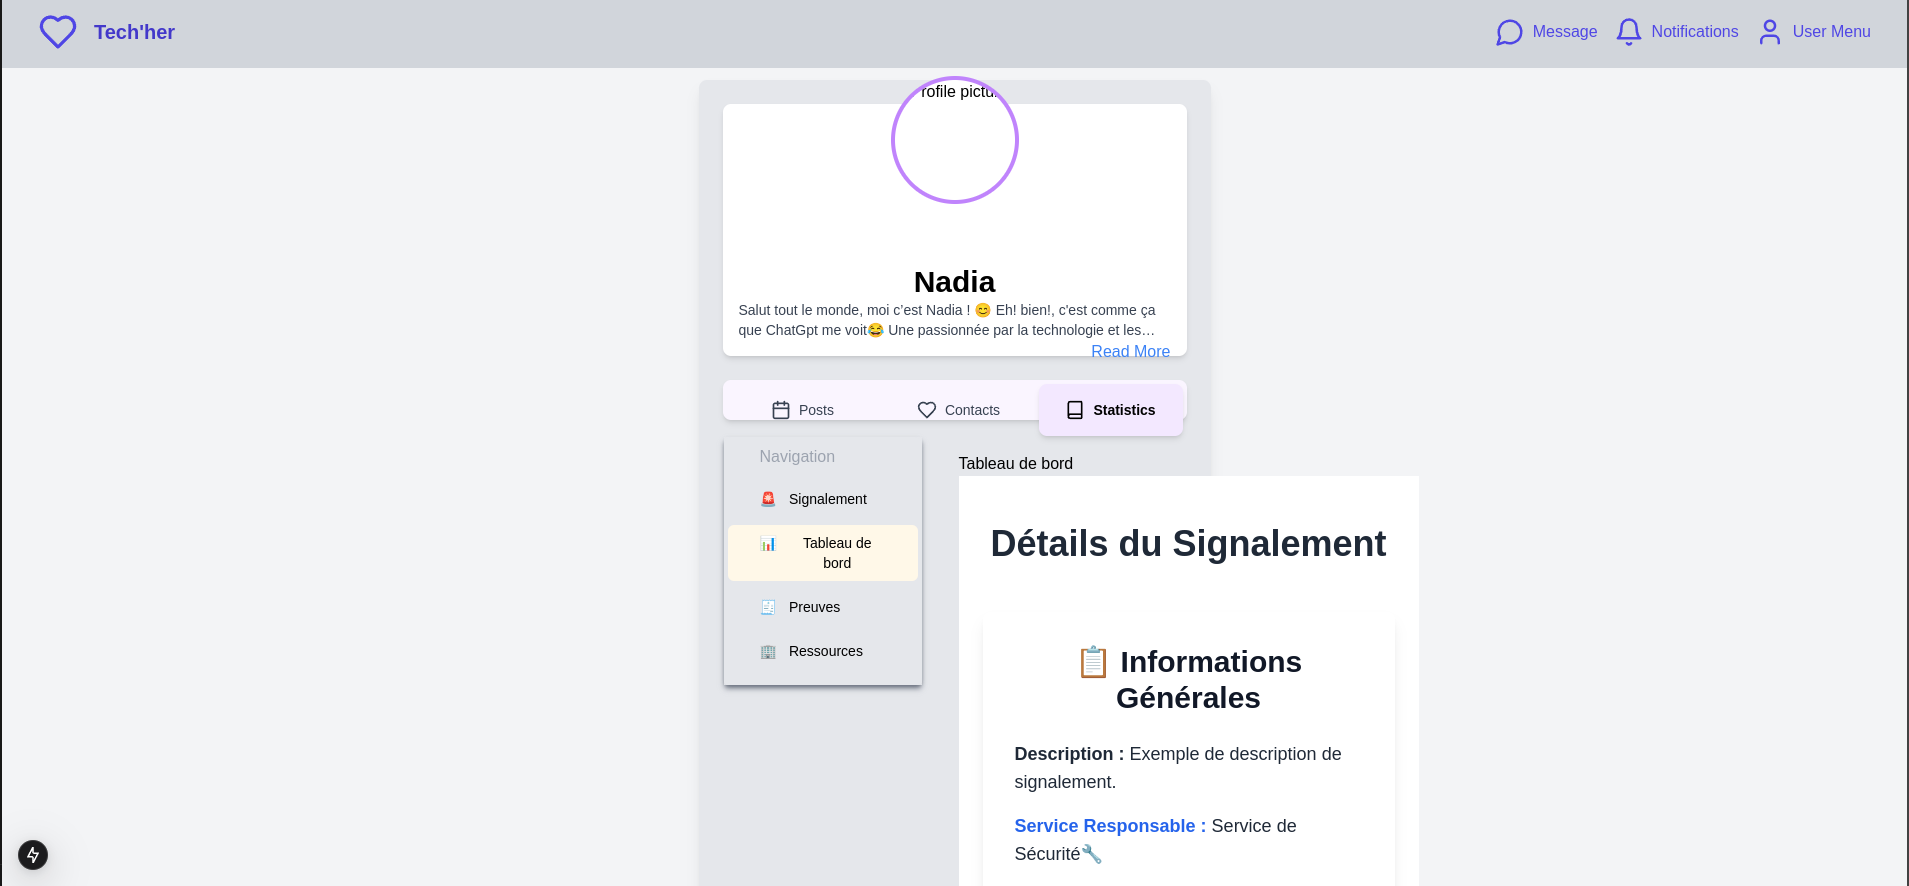 Tech'her
Message
Notifications
User Menu
rofile pictu
Nadia
Salut tout le monde, moi c’est Nadia ! 😊 Eh! bien!, c'est comme ça
que ChatGpt me voit😂 Une passionnée par la technologie et les…
Read More
Posts
Contacts
Statistics
Navigation
🚨 Signalement
📊 Tableau de
bord
🧾 Preuves
🏢 Ressources
Tableau de bord
Détails du Signalement
📋 Informations
Générales
Description : Exemple de description de
signalement.
Service Responsable : Service de
Sécurité🔧